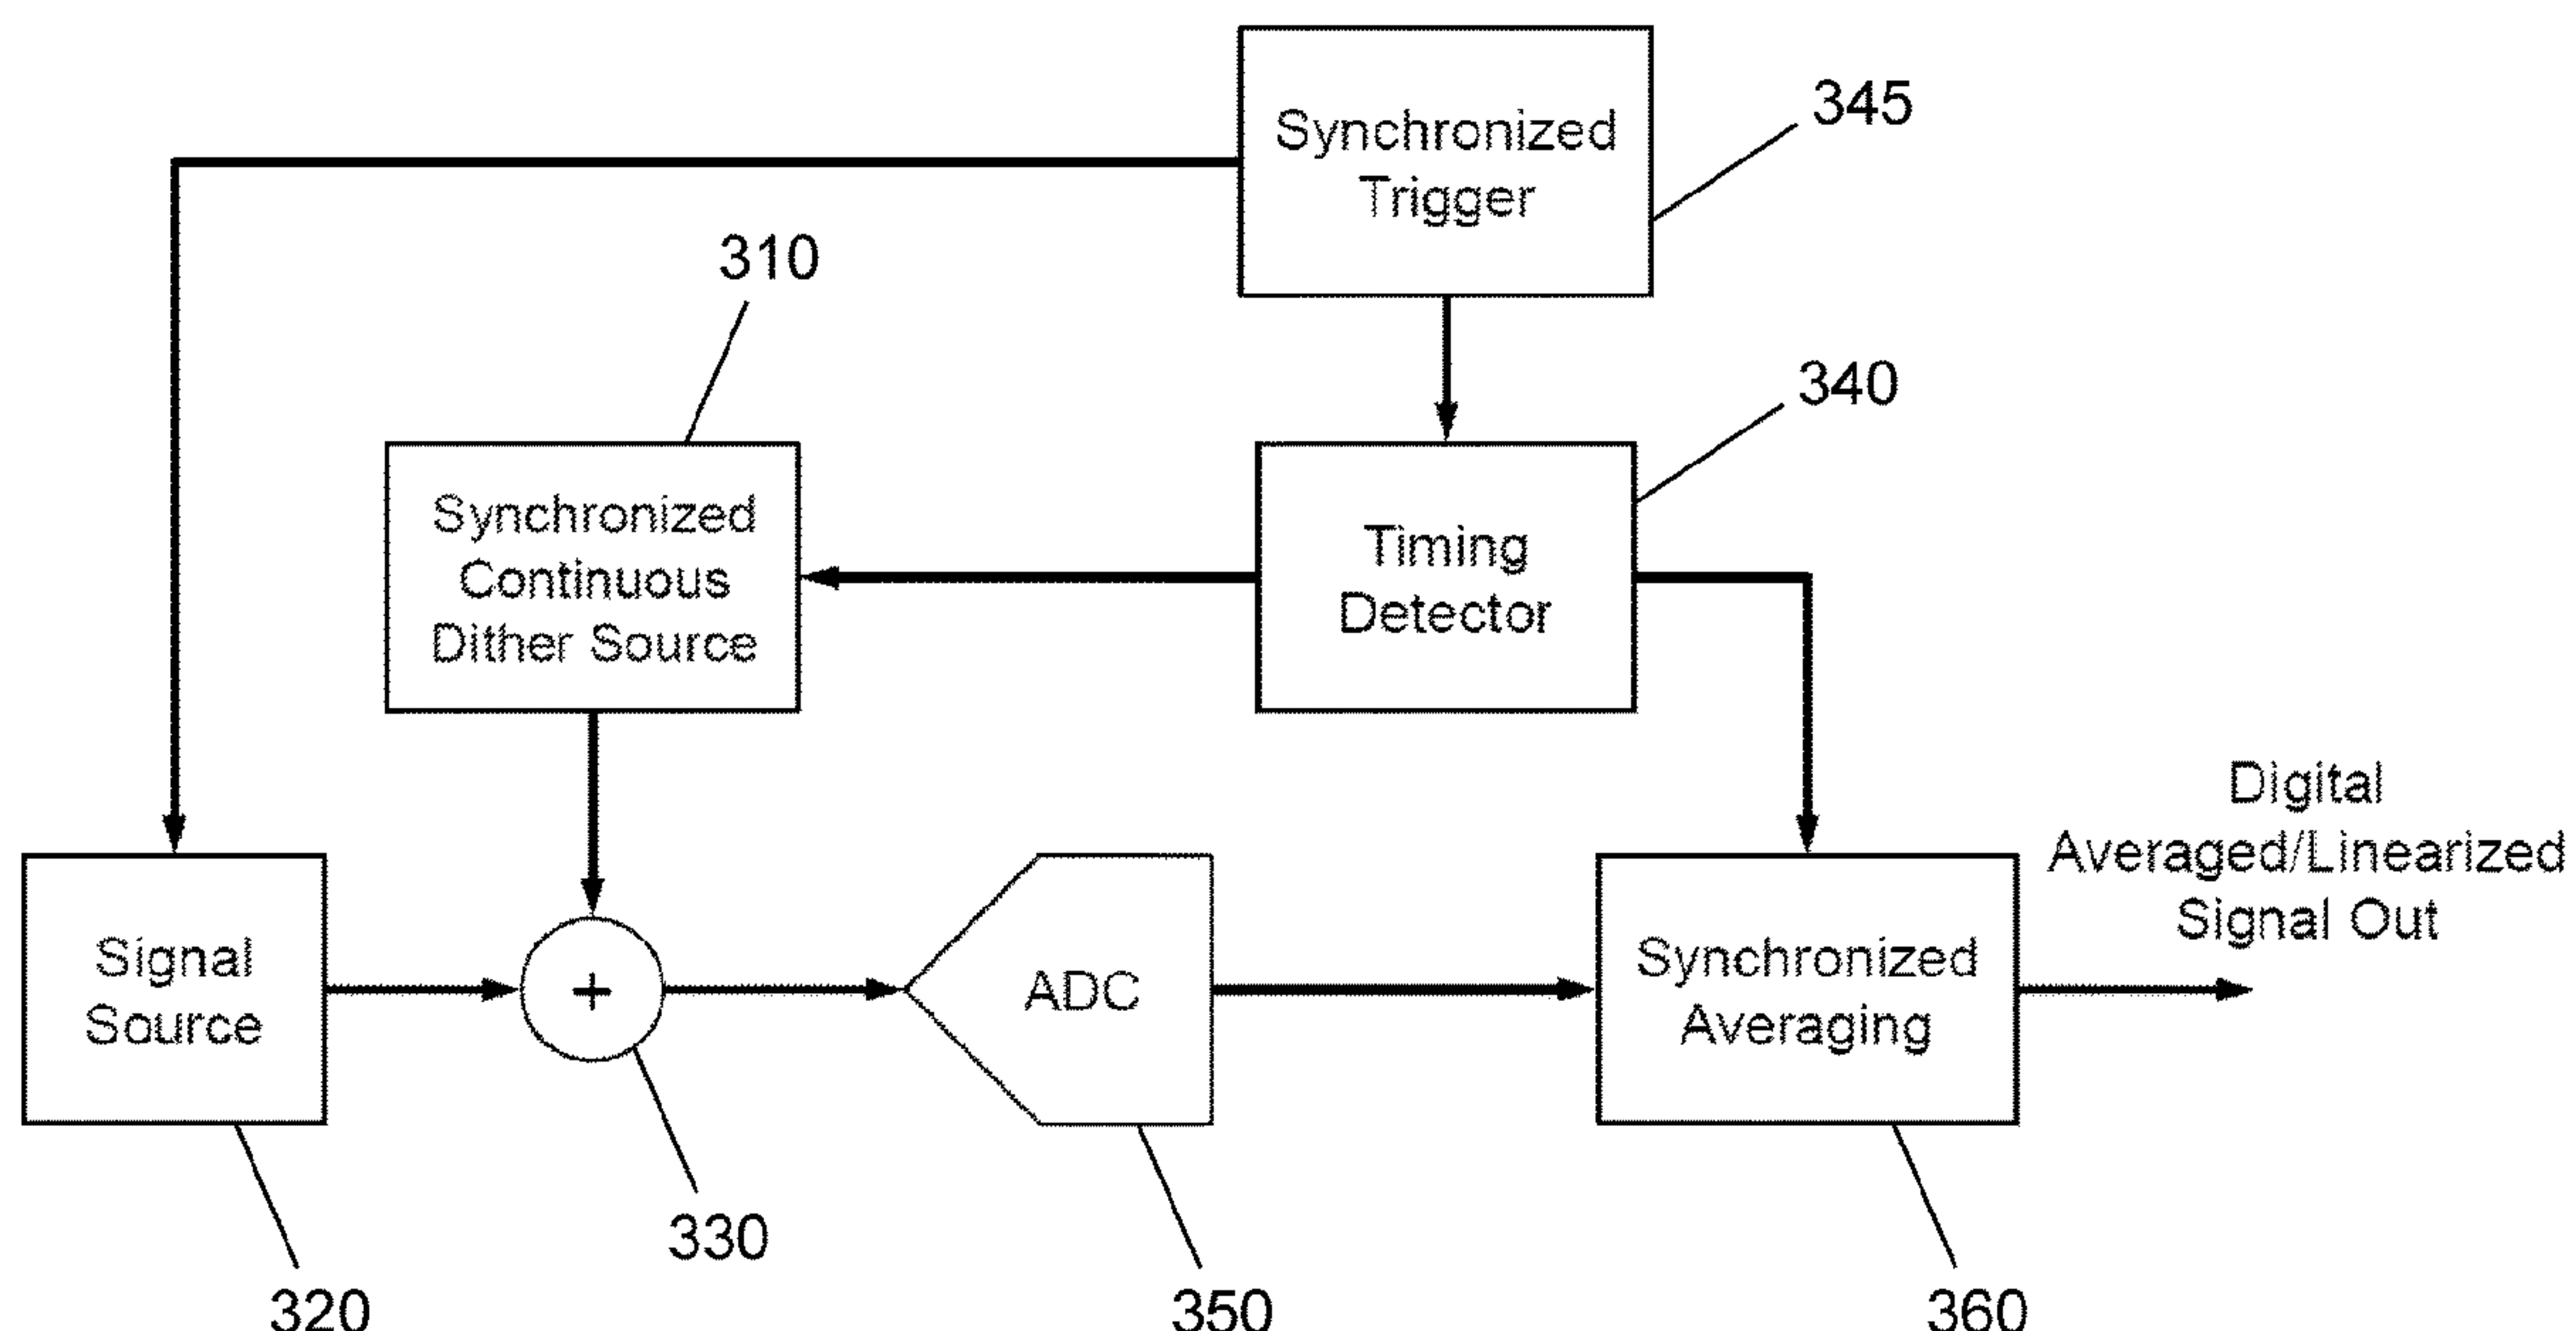 Synchronized
Trigger
345
310
340
Synchronized
Continuous
Dither Source
Timing
Detector
Digital
Averaged/Linearized
Signal Out
Signal
Source
+
ADC
Synchronized
Averaging
330
320
350
360